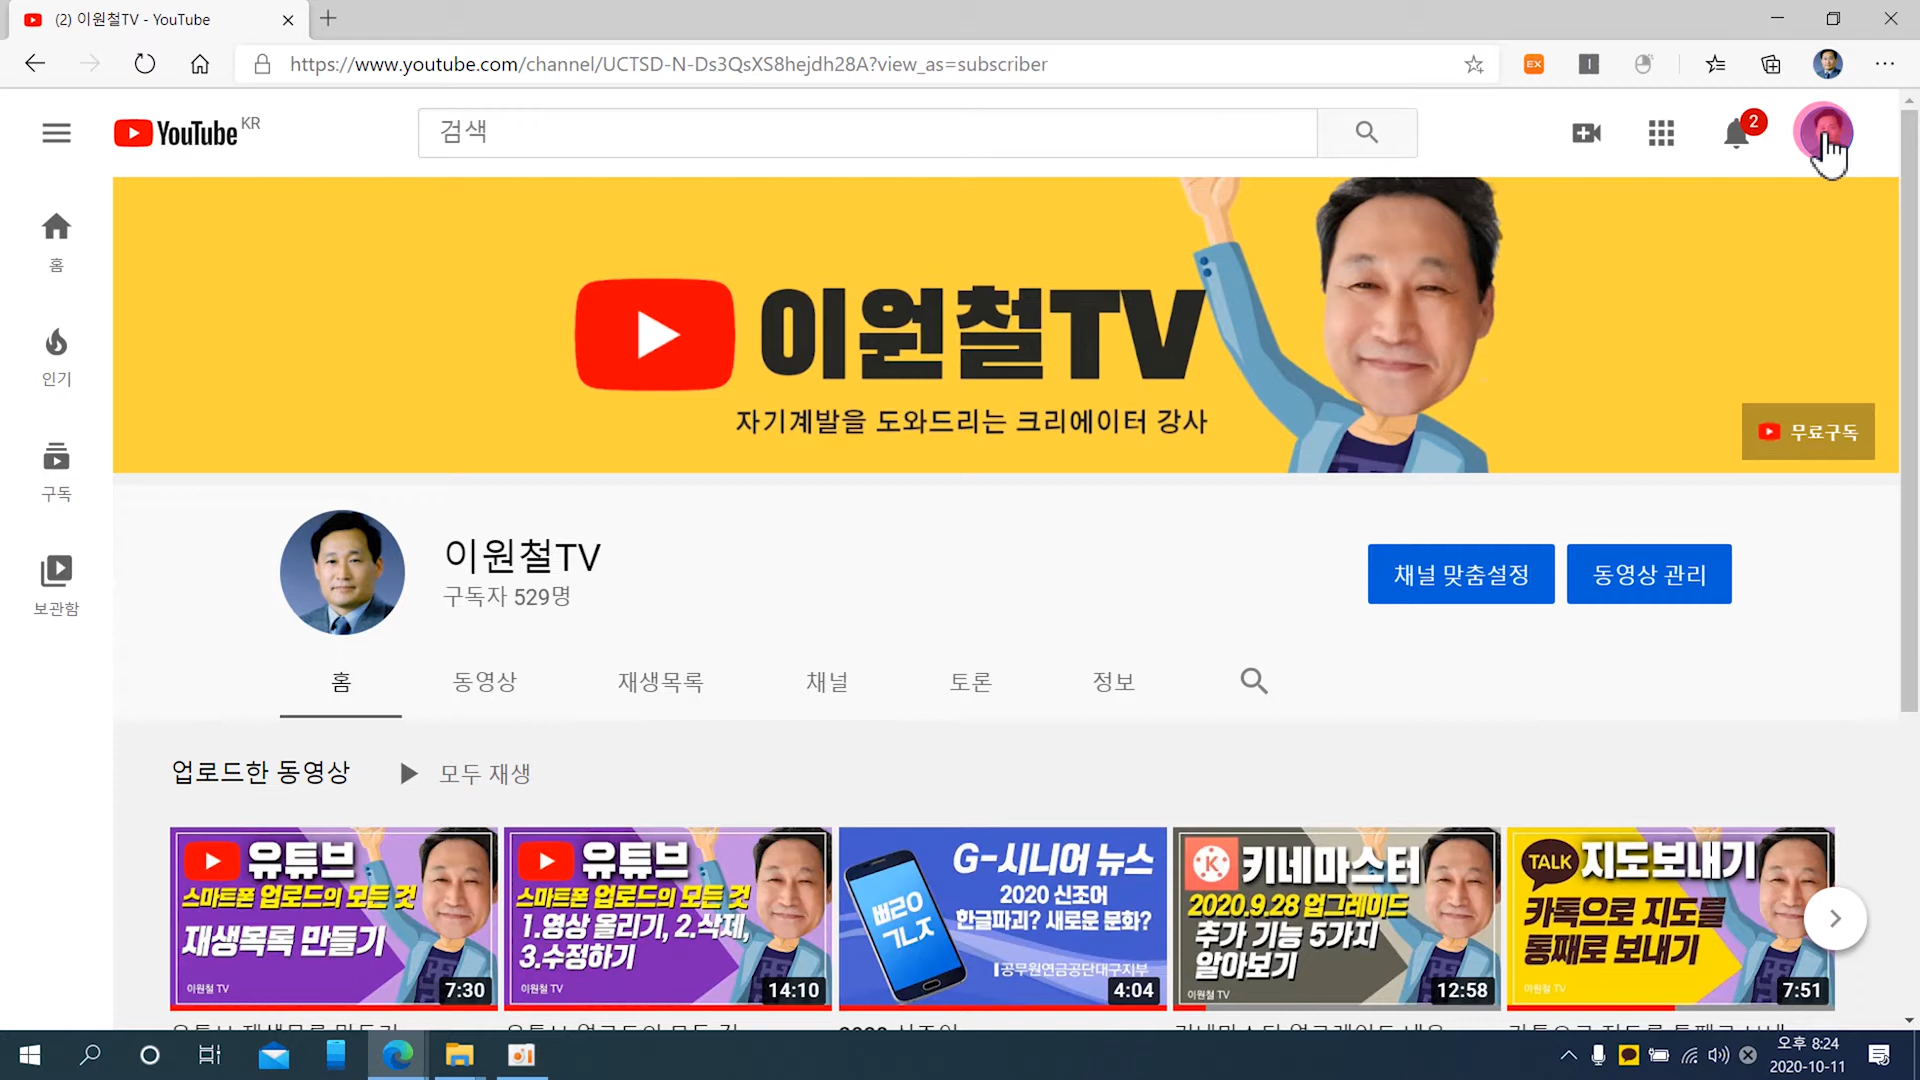 (2) 이원철TV - YouTube
https://www.youtube.com/channel/UCTSD-N-Ds3QsXS8hejdh28A?view_as=subscriber
EX
YouTube KR
검색
2
홈
인기
구독
보관함
이원철TV
자기계발을 도와드리는 크리에이터 강사
무료구독
이원철TV
구독자 529명
채널 맞춤설정
동영상 관리
홈
동영상
재생목록
채널
토론
정보
업로드한 동영상
모두 재생
유튜브
스마트폰 업로드의 모든 것
재생목록 만들기
이원철 TV
7:30
유튜브
스마트폰 업로드의 모든 것
1.영상 올리기, 2.삭제,
3.수정하기
이원철 TV
14:10
G-시니어 뉴스
2020 신조어
한글파괴? 새로운 문화?
공무원연금공단대구지부
4:04
K 키네마스터
2020.9.28 업그레이드
추가 기능 5가지
알아보기
이원철 TV
12:58
TALK 지도보내기
카톡으로 지도를
통째로 보내기
이원철 TV
7:51
오후 8:24
2020-10-11